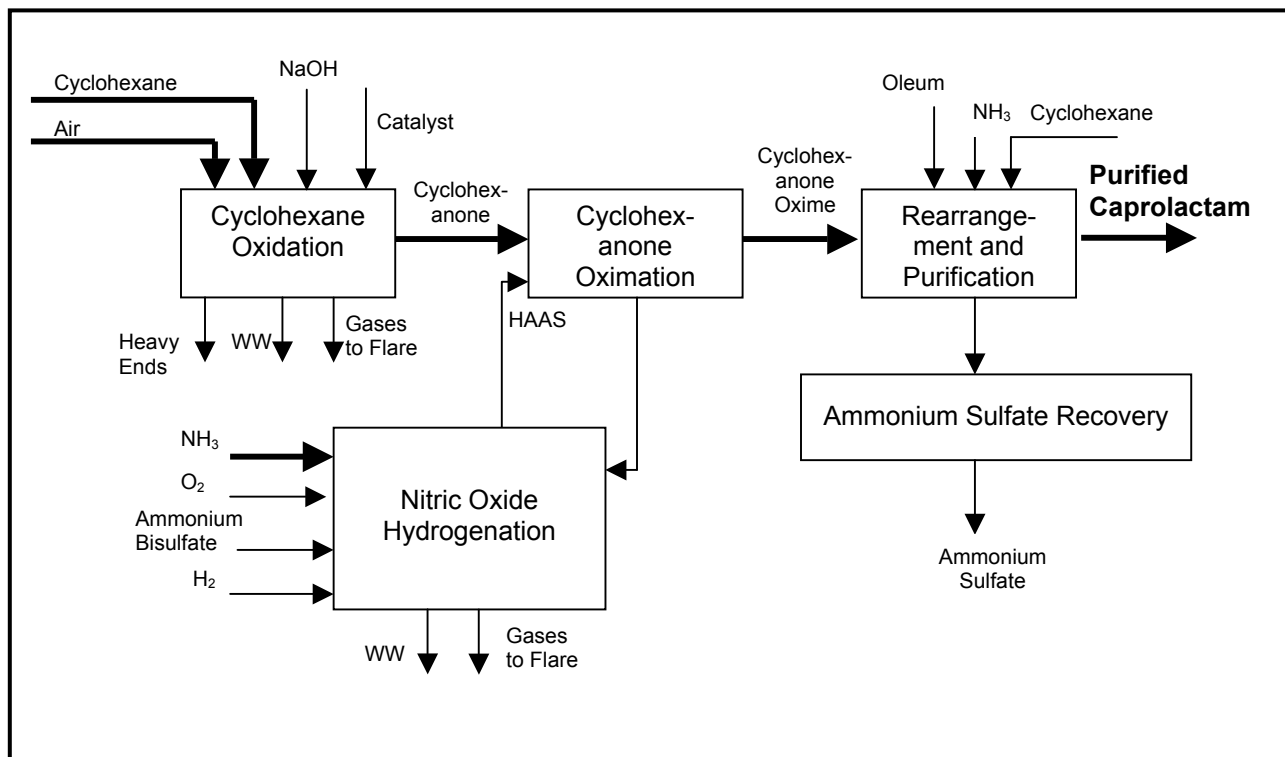 Cyclohexane
Air
NaOH
Catalyst
Cyclohexane
Oxidation
Heavy
Ends
WW
Gases
to Flare
Cyclohex-
anone
Cyclohex-
anone
Oximation
HAAS
Cyclohex-
anone
Oxime
Oleum
NH₃
Cyclohexane
Rearrange-
ment and
Purification
Purified
Caprolactam
Ammonium Sulfate Recovery
Ammonium
Sulfate
NH₃
O₂
Ammonium
Bisulfate
H₂
Nitric Oxide
Hydrogenation
WW
Gases
to Flare